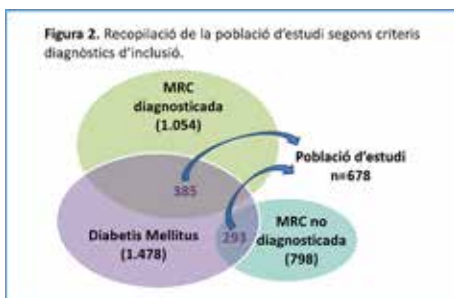 Figura 2. Recopilació de la població d'estudi segons criteris
diagnòstics d'inclusió.
MRC
diagnosticada
(1.054)
Població d'estudi
n=678
385
Diabetis Mellitus
(1.478)
293
MRC no
diagnosticada
(798)